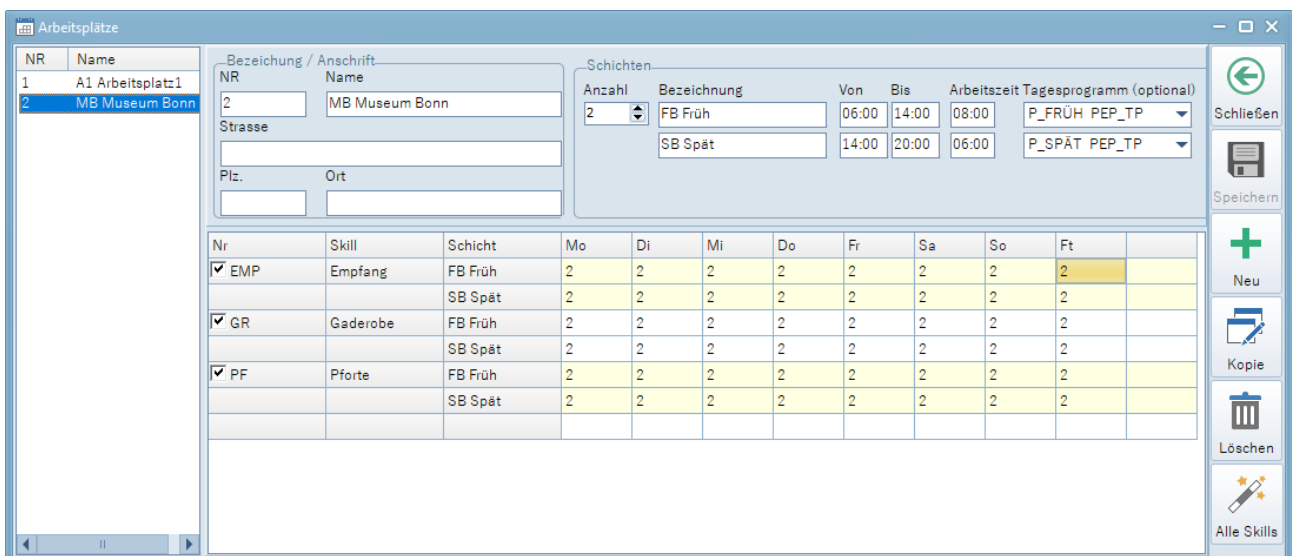 Arbeitsplätze
NR Name
1 A1 Arbeitsplatz1
2 MB Museum Bonn
Bezeichung / Anschrift
NR Name
2 MB Museum Bonn
Strasse
Plz. Ort
Schichten
Anzahl Bezeichnung Von Bis Arbeitszeit Tagesprogramm (optional)
2 FB Früh 06:00 14:00 08:00 P_FRÜH PEP_TP
SB Spät 14:00 20:00 06:00 P_SPÄT PEP_TP
Nr Skill Schicht Mo Di Mi Do Fr Sa So Ft
EMP Empfang FB Früh 2 2 2 2 2 2 2 2
SB Spät 2 2 2 2 2 2 2 2
GR Gaderobe FB Früh 2 2 2 2 2 2 2 2
SB Spät 2 2 2 2 2 2 2 2
PF Pforte FB Früh 2 2 2 2 2 2 2 2
SB Spät 2 2 2 2 2 2 2 2
Schließen
Speichern
Neu
Kopie
Löschen
Alle Skills